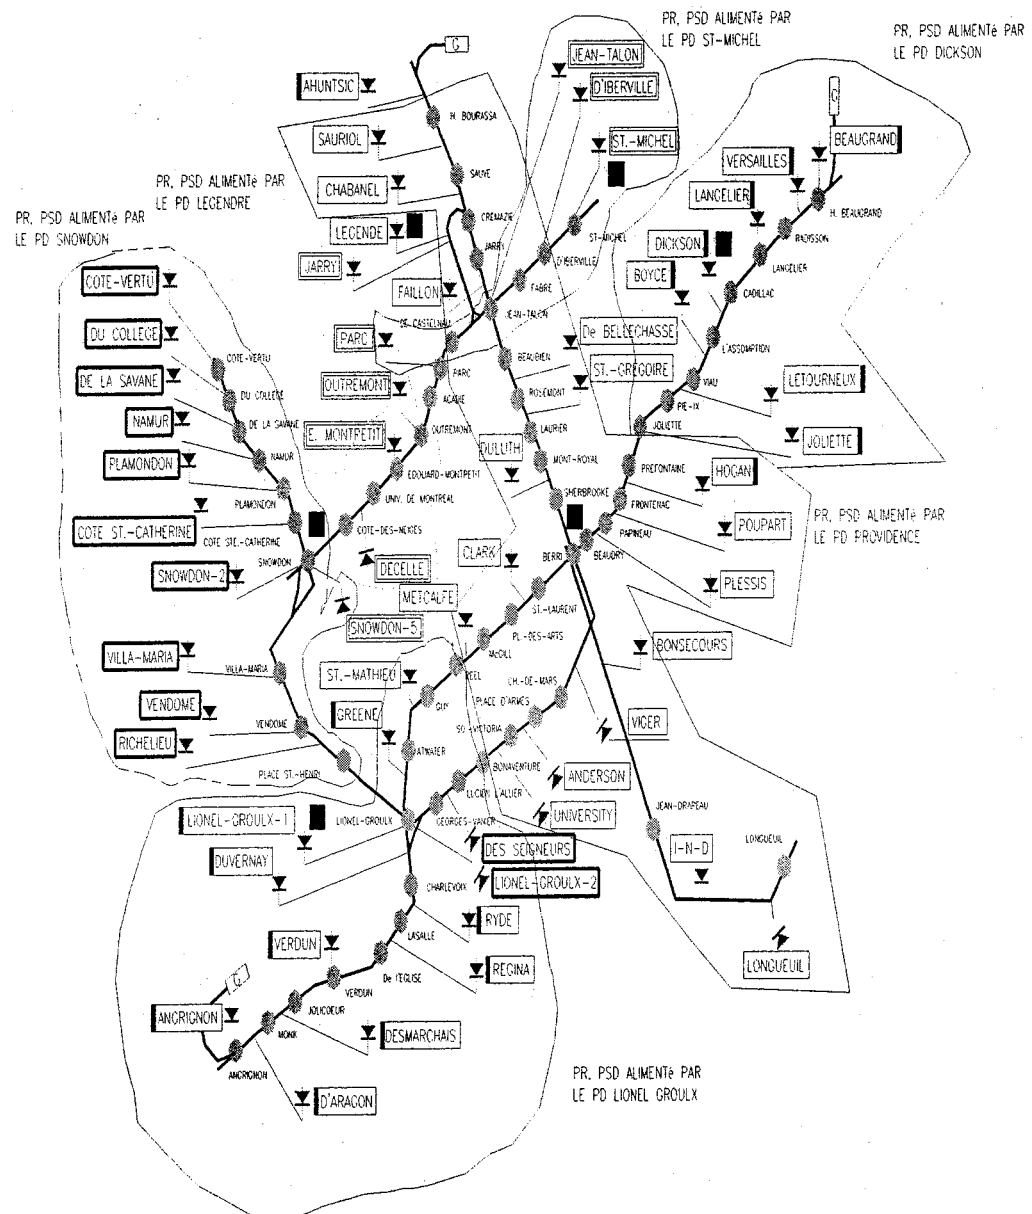 PR, PSD ALIMENTé PAR
LE PD ST-MICHEL
PR, PSD ALIMENTé PAR
LE PD DICKSON
G
JEAN-TALON
AHUNTSIC
D'IBERVILLE
G
H. BOURASSA
SAURIOL
ST.-MICHEL
BEAUGRAND
VERSAILLES
PR, PSD ALIMENTé PAR
LE PD LEGENDRE
SAUVE
CHABANEL
LANGELIER
PR, PSD ALIMENTé PAR
LE PD SNOWDON
CREMAZIE
H. BEAUGRAND
LEGENDE
ST-MICHEL
RADISSON
JARRY
DICKSON
JARRY
D'IBERVILLE
LANGELIER
BOYCE
COTE-VERTU
FAILLON
FABRE
CADILLAC
JEAN-TALON
DE CASTELNAU
DU COLLEGE
PARC
De BELLECHASSE
L'ASSOMPTION
COTE-VERTU
BEAUBIEN
ST.-GREGOIRE
DE LA SAVANE
PARC
OUTREMONT
VIAU
LETOURNEUX
DU COLLEGE
ACADIE
ROSEMONT
PIE-IX
NAMUR
DE LA SAVANE
E. MONTPETIT
OUTREMONT
LAURIER
JOLIETTE
JOLIETTE
DULUTH
NAMUR
PLAMONDON
EDOUARD-MONTPETIT
MONT-ROYAL
PREFONTAINE
HOGAN
PLAMONDON
UNIV. DE MONTREAL
SHERBROOKE
FRONTENAC
PR, PSD ALIMENTé PAR
LE PD PROVIDENCE
COTE ST.-CATHERINE
COTE STE.-CATHERINE
COTE-DES-NEIGES
PAPINEAU
POUPART
BERRI
BEAUDRY
CLARK
SNOWDON
DECELLE
SNOWDON-2
PLESSIS
METCALFE
ST.-LAURENT
SNOWDON-5
PL.-DES-ARTS
VILLA-MARIA
McGILL
BONSECOURS
VILLA-MARIA
ST.-MATHIEU
PEEL
CH.-DE-MARS
VENDOME
GUY
PLACE D'ARMES
GREENE
VIGER
VENDOME
SQ.-VICTORIA
RICHELIEU
ATWATER
BONAVENTURE
PLACE ST.-HENRY
ANDERSON
LUCIEN L'ALLIER
JEAN-DRAPEAU
UNIVERSITY
LIONEL-GROULX-1
LIONEL-GROULX
GEORGES-VANIER
LONGUEUIL
DES SEIGNEURS
I-N-D
DUVERNAY
LIONEL-GROULX-2
CHARLEVOIX
RYDE
LASALLE
VERDUN
De l'EGLISE
REGINA
LONGUEUIL
G
VERDUN
JOLICOEUR
ANGRIGNON
MONK
DESMARCHAIS
ANGRIGNON
PR, PSD ALIMENTé PAR
LE PD LIONEL GROULX
D'ARAGON